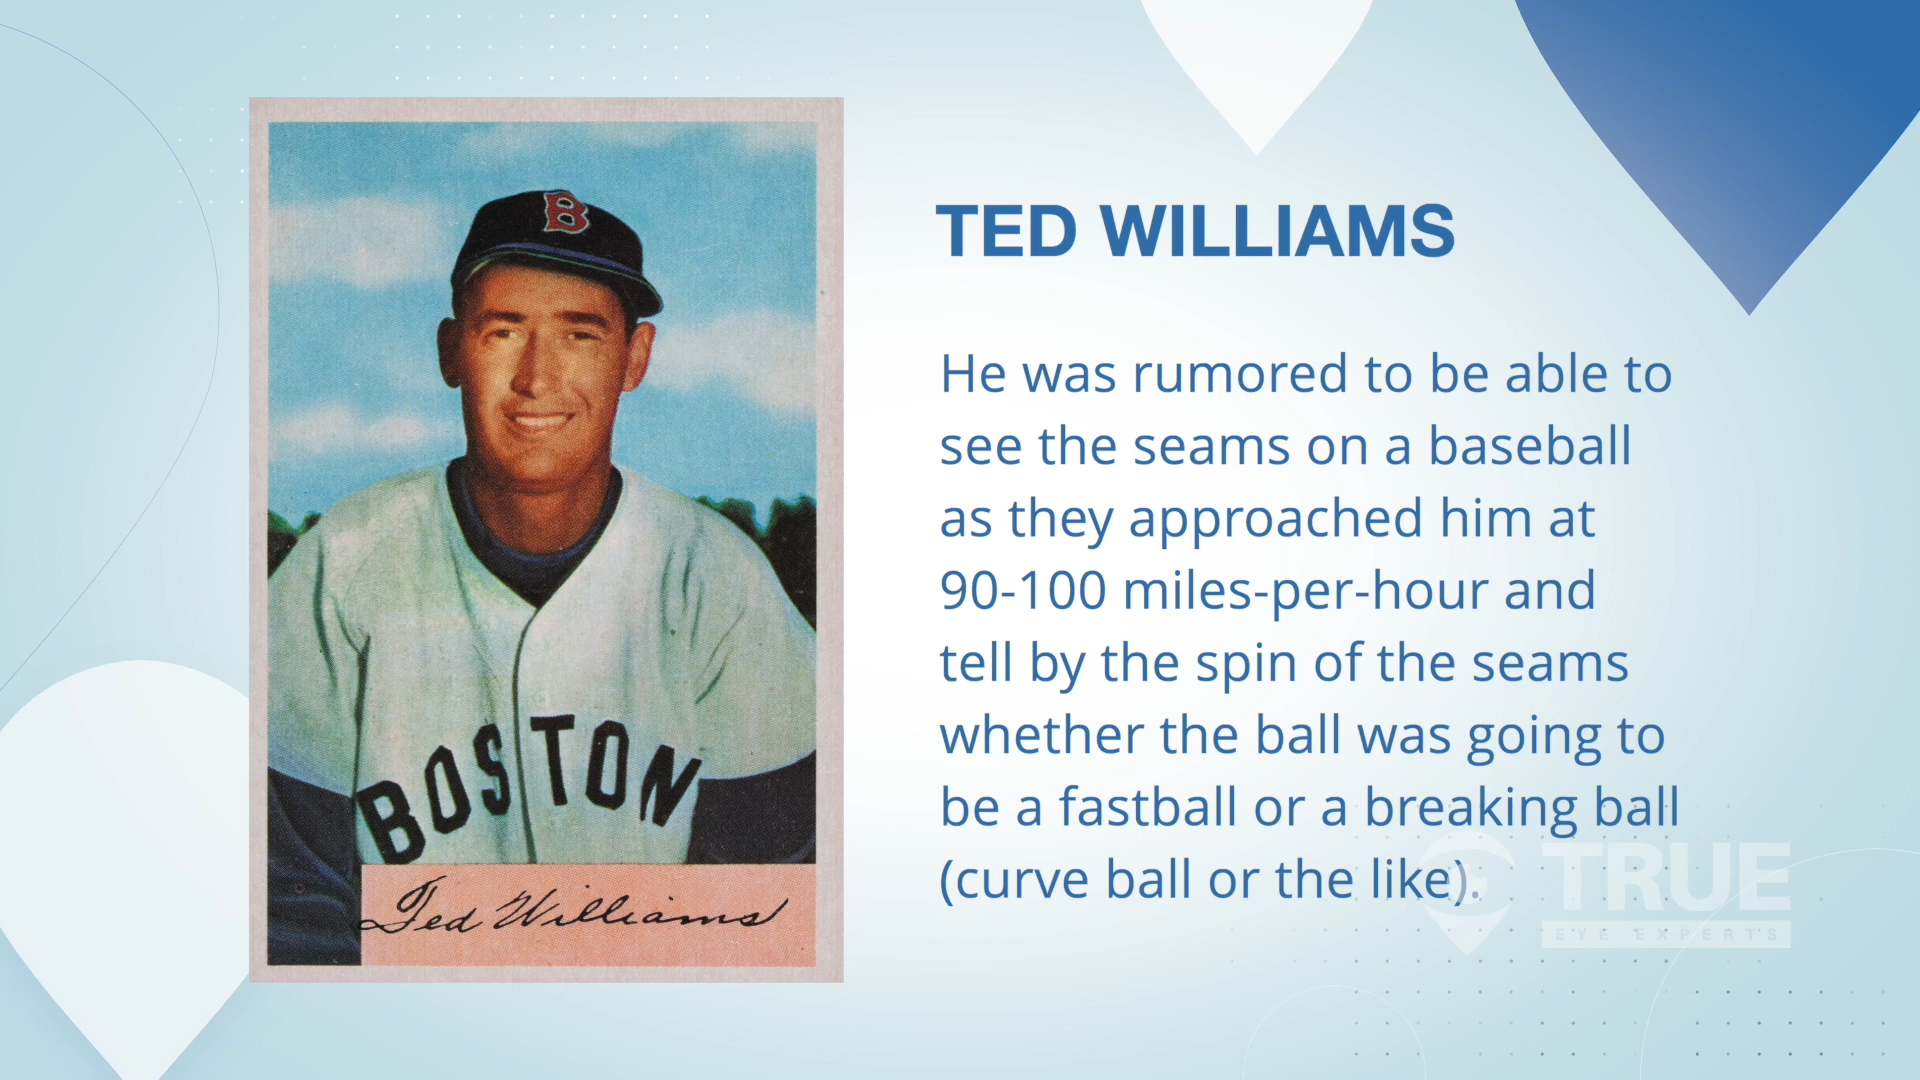 B
BOSTON
Ted Williams
TED WILLIAMS
He was rumored to be able to
see the seams on a baseball
as they approached him at
90-100 miles-per-hour and
tell by the spin of the seams
whether the ball was going to
be a fastball or a breaking ball
(curve ball or the like).
TRUE
EYE EXPERTS